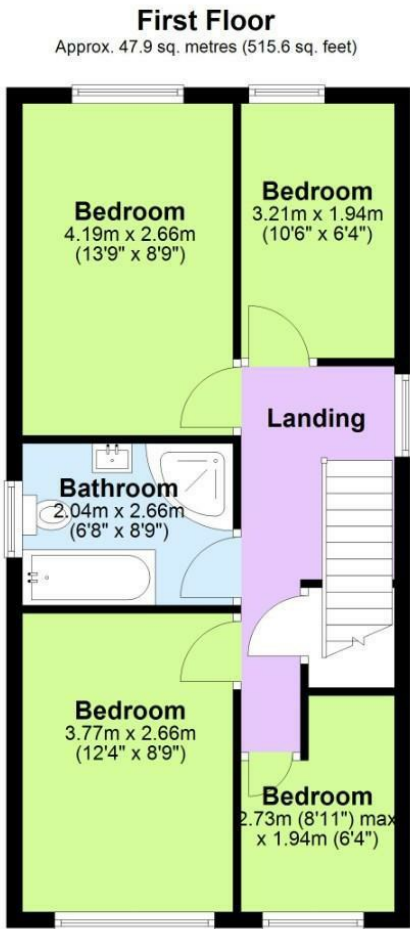 First Floor
Approx. 47.9 sq. metres (515.6 sq. feet)
Bedroom
4.19m x 2.66m
(13'9" x 8'9")
Bedroom
3.21m x 1.94m
(10'6" x 6'4")
Landing
Bathroom
2.04m x 2.66m
(6'8" x 8'9")
Bedroom
3.77m x 2.66m
(12'4" x 8'9")
Bedroom
2.73m (8'11") max
x 1.94m (6'4")